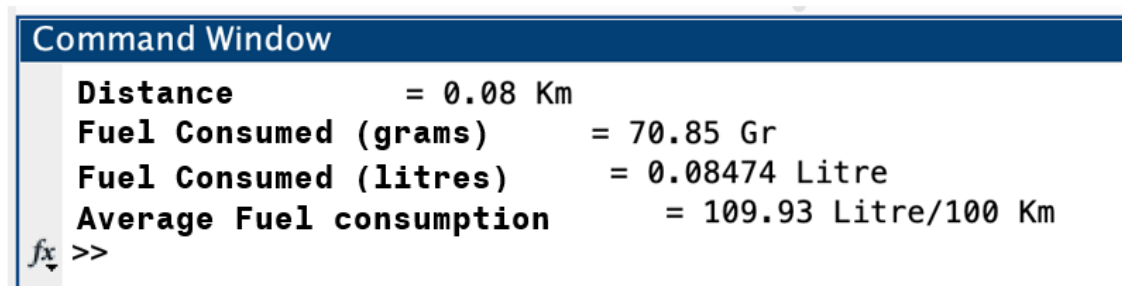 Command Window
Distance = 0.08 Km
Fuel Consumed (grams) = 70.85 Gr
Fuel Consumed (litres) = 0.08474 Litre
Average Fuel consumption = 109.93 Litre/100 Km
fx >>